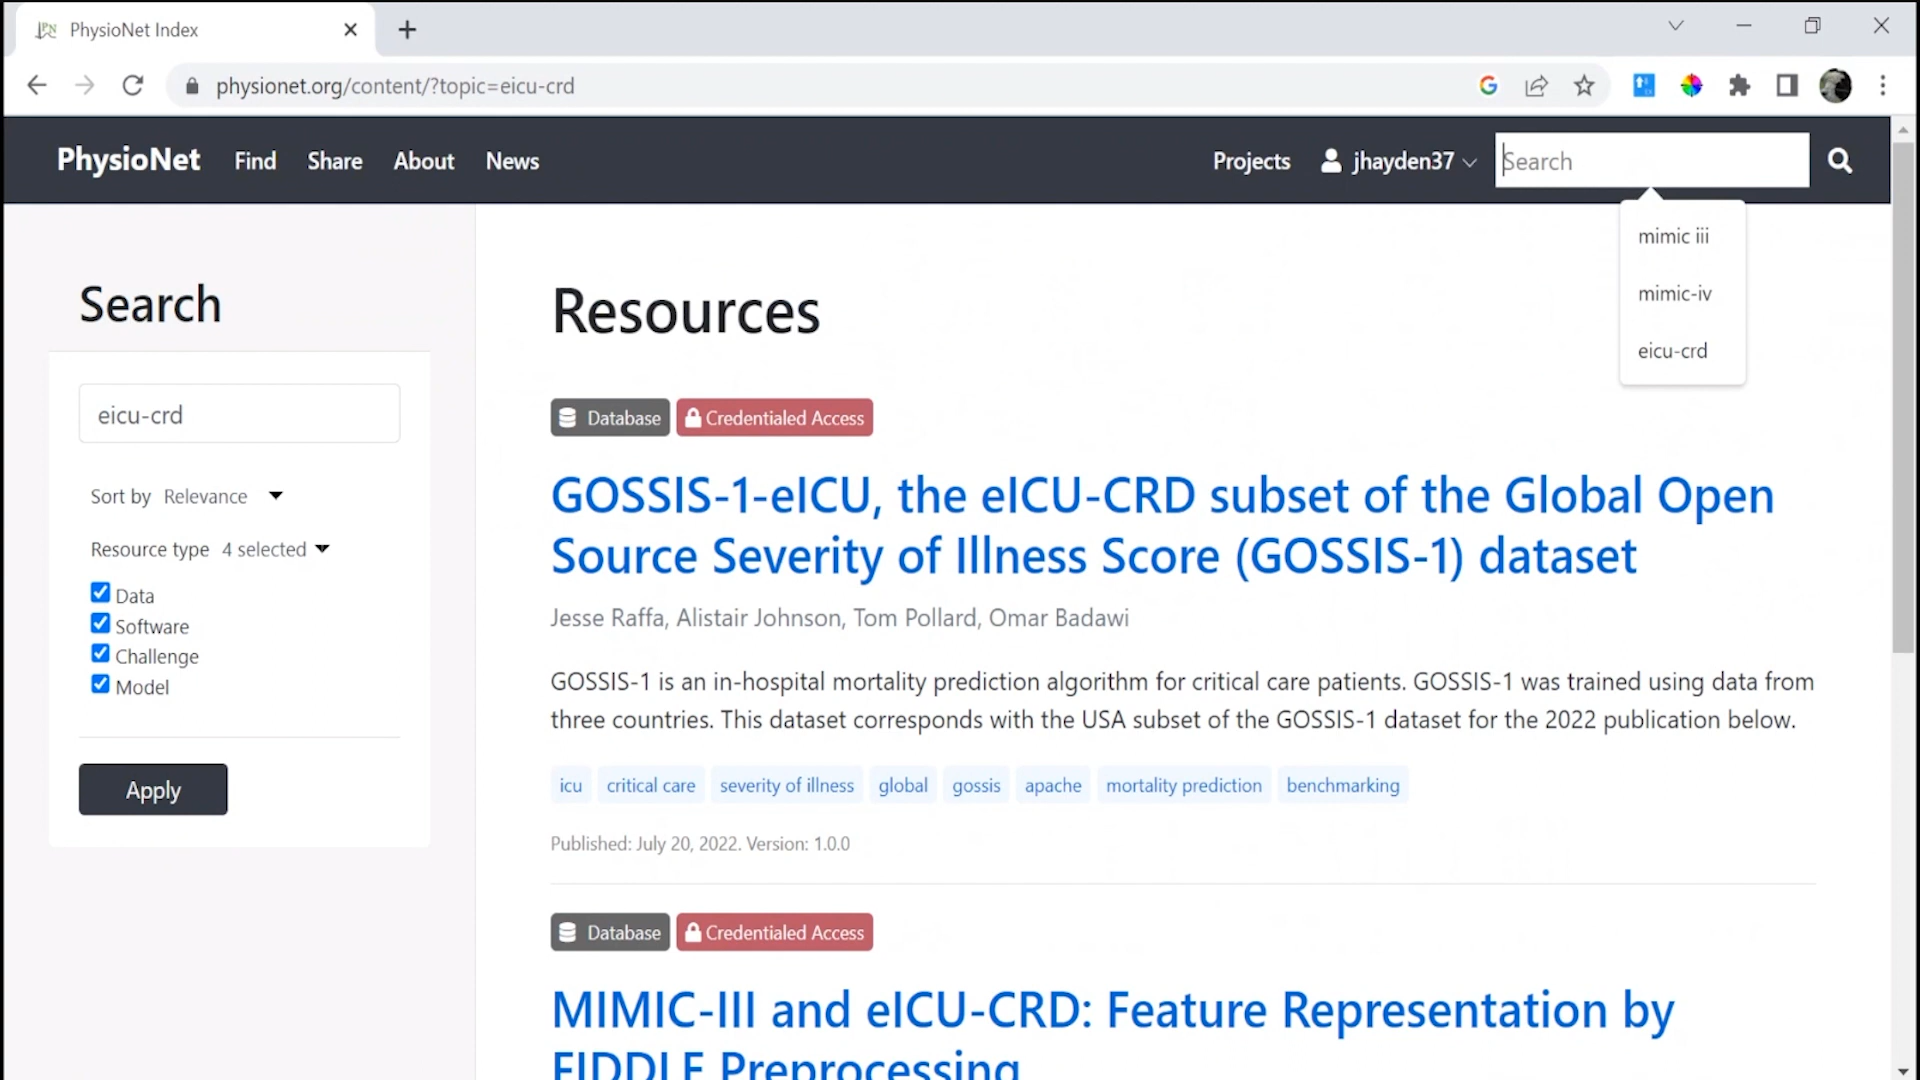 PhysioNet Index
physionet.org/content/?topic=eicu-crd
PhysioNet Find Share About News Projects jhayden37 Search
mimic iii
mimic-iv
eicu-crd
Search
eicu-crd
Sort by Relevance
Resource type 4 selected
Data
Software
Challenge
Model
Apply
Resources
Database Credentialed Access
GOSSIS-1-eICU, the eICU-CRD subset of the Global Open
Source Severity of Illness Score (GOSSIS-1) dataset
Jesse Raffa, Alistair Johnson, Tom Pollard, Omar Badawi
GOSSIS-1 is an in-hospital mortality prediction algorithm for critical care patients. GOSSIS-1 was trained using data from
three countries. This dataset corresponds with the USA subset of the GOSSIS-1 dataset for the 2022 publication below.
icu critical care severity of illness global gossis apache mortality prediction benchmarking
Published: July 20, 2022. Version: 1.0.0
Database Credentialed Access
MIMIC-III and eICU-CRD: Feature Representation by
FIDDLE Preprocessing